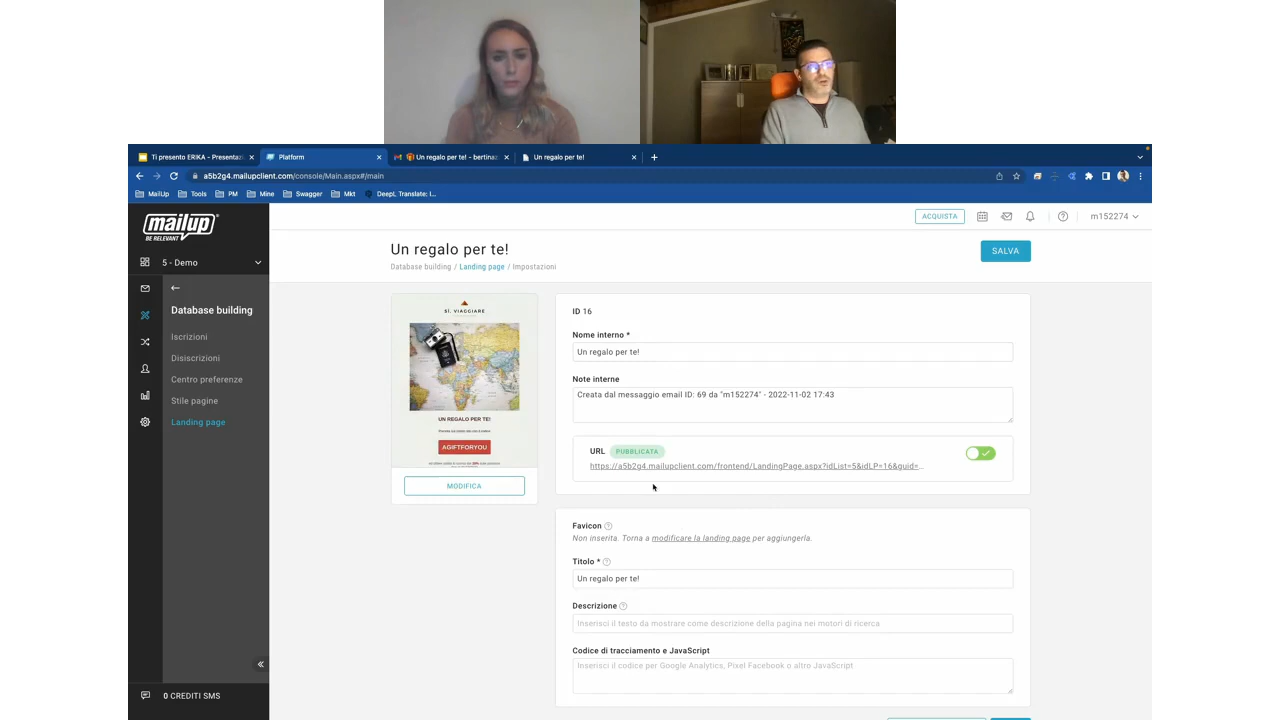 Ti presento ERIKA - Presentaz
Platform
Un regalo per te! - bertinaz
Un regalo per te!
a5b2g4.mailupclient.com/console/Main.aspx#/main
MailUp
Tools
PM
Mine
Swagger
Mkt
DeepL Translate: I...
mailup®
BE RELEVANT
ACQUISTA
m152274
5 - Demo
Un regalo per te!
SALVA
Database building / Landing page / Impostazioni
Database building
Iscrizioni
Disiscrizioni
Centro preferenze
Stile pagine
Landing page
0 CREDITI SMS
SÌ, VIAGGIARE
UN REGALO PER TE!
AGIFTFORYOU
MODIFICA
ID 16
Nome interno *
Un regalo per te!
Note interne
Creata dal messaggio email ID: 69 da "m152274" - 2022-11-02 17:43
URL PUBBLICATA
https://a5b2g4.mailupclient.com/frontend/LandingPage.aspx?idList=5&idLP=16&guid=...
Favicon
Non inserita. Torna a modificare la landing page per aggiungerla.
Titolo *
Un regalo per te!
Descrizione
Inserisci il testo da mostrare come descrizione della pagina nei motori di ricerca
Codice di tracciamento e JavaScript
Inserisci il codice per Google Analytics, Pixel Facebook o altro JavaScript